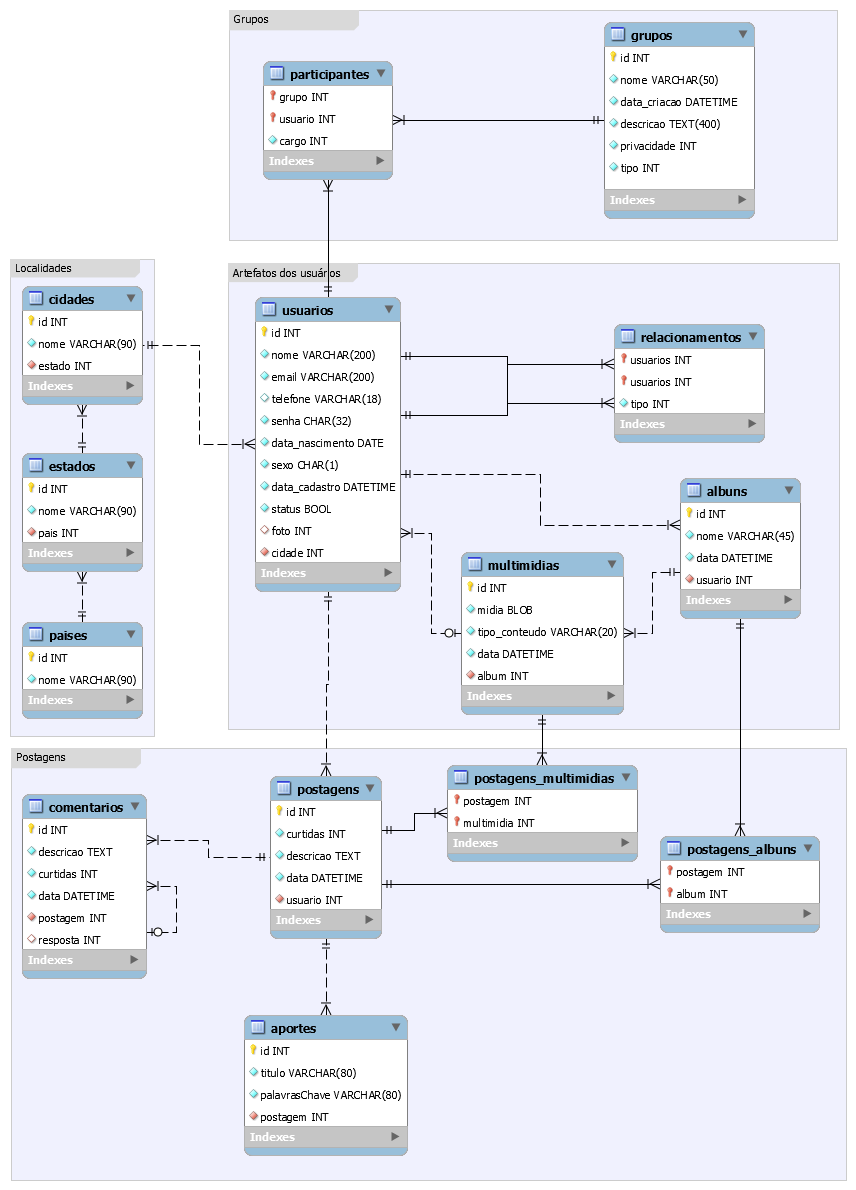 Grupos
participantes
grupo INT
usuario INT
cargo INT
Indexes
grupos
id INT
nome VARCHAR(50)
data_criacao DATETIME
descricao TEXT(400)
privacidade INT
tipo INT
Indexes
Localidades
cidades
id INT
nome VARCHAR(90)
estado INT
Indexes
estados
id INT
nome VARCHAR(90)
pais INT
Indexes
paises
id INT
nome VARCHAR(90)
Indexes
Artefatos dos usuários
usuarios
id INT
nome VARCHAR(200)
email VARCHAR(200)
telefone VARCHAR(18)
senha CHAR(32)
data_nascimento DATE
sexo CHAR(1)
data_cadastro DATETIME
status BOOL
foto INT
cidade INT
Indexes
relacionamentos
usuarios INT
usuarios INT
tipo INT
Indexes
albuns
id INT
nome VARCHAR(45)
data DATETIME
usuario INT
Indexes
multimidias
id INT
midia BLOB
tipo_conteudo VARCHAR(20)
data DATETIME
album INT
Indexes
Postagens
comentarios
id INT
descricao TEXT
curtidas INT
data DATETIME
postagem INT
resposta INT
Indexes
postagens
id INT
curtidas INT
descricao TEXT
data DATETIME
usuario INT
Indexes
postagens_multimidias
postagem INT
multimidia INT
Indexes
postagens_albuns
postagem INT
album INT
Indexes
aportes
id INT
titulo VARCHAR(80)
palavrasChave VARCHAR(80)
postagem INT
Indexes